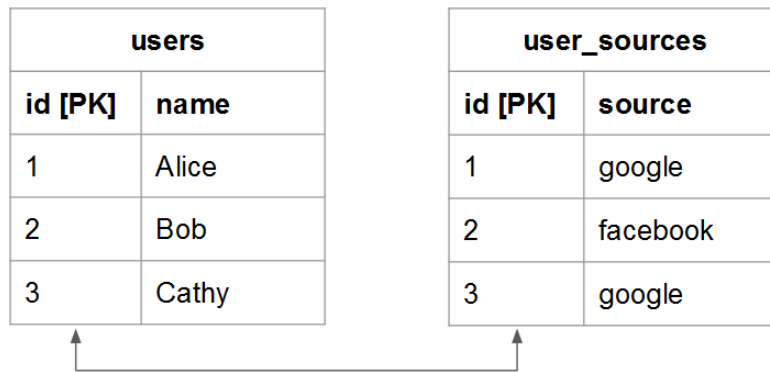 users
id [PK] name
1 Alice
2 Bob
3 Cathy
user_sources
id [PK] source
1 google
2 facebook
3 google